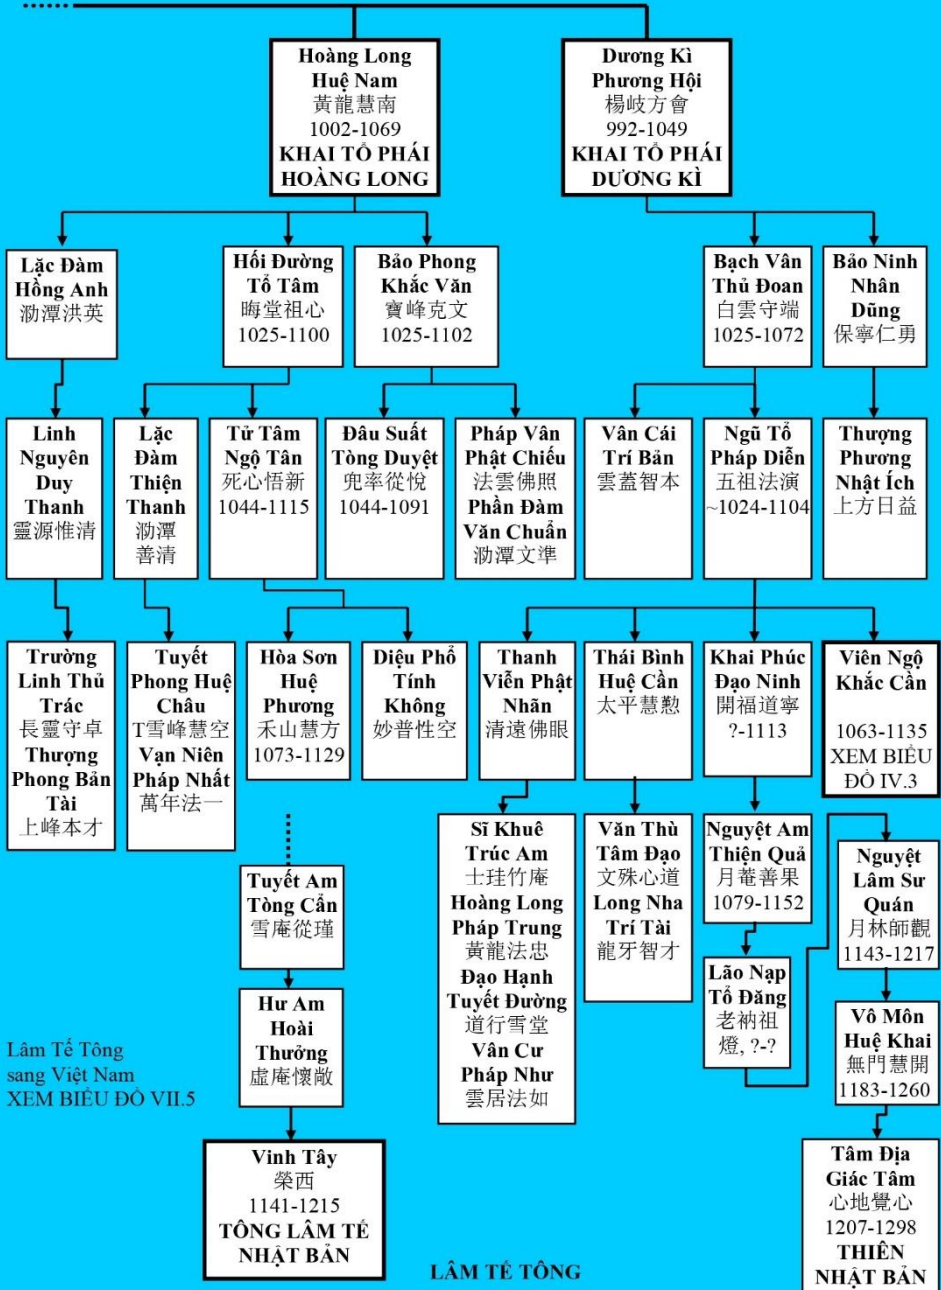 Hoàng Long
Huệ Nam
黃龍慧南
1002-1069
KHAI TỔ PHÁI
HOÀNG LONG
Dương Kì
Phương Hội
楊岐方會
992-1049
KHAI TỔ PHÁI
DƯƠNG KÌ
Lặc Đàm
Hồng Anh
泐潭洪英
Hối Đường
Tổ Tâm
晦堂祖心
1025-1100
Bảo Phong
Khắc Văn
寶峰克文
1025-1102
Bạch Vân
Thủ Đoan
白雲守端
1025-1072
Bảo Ninh
Nhân
Dũng
保寧仁勇
Linh
Nguyên
Duy
Thanh
靈源惟清
Lặc
Đàm
Thiện
Thanh
泐潭
善清
Tử Tâm
Ngộ Tân
死心悟新
1044-1115
Đâu Suất
Tòng Duyệt
兜率從悅
1044-1091
Pháp Vân
Phật Chiếu
法雲佛照
Phần Đàm
Văn Chuẩn
泐潭文準
Vân Cái
Trí Bản
雲蓋智本
Ngũ Tổ
Pháp Diễn
五祖法演
~1024-1104
Thượng
Phương
Nhật Ích
上方日益
Trường
Linh Thủ
Trác
長靈守卓
Thượng
Phong Bản
Tài
上峰本才
Tuyết
Phong Huệ
Châu
T雪峰慧空
Vạn Niên
Pháp Nhất
萬年法一
Hòa Sơn
Huệ
Phương
禾山慧方
1073-1129
Diệu Phổ
Tính
Không
妙普性空
Thanh
Viễn Phật
Nhãn
清遠佛眼
Thái Bình
Huệ Cần
太平慧懃
Khai Phúc
Đạo Ninh
開福道寧
?-1113
Viên Ngộ
Khắc Cần
1063-1135
XEM BIỂU
ĐỒ IV.3
Tuyết Am
Tòng Cẩn
雪庵從瑾
Sĩ Khuê
Trúc Am
士珪竹庵
Hoàng Long
Pháp Trung
黃龍法忠
Đạo Hạnh
Tuyết Đường
道行雪堂
Vân Cư
Pháp Như
雲居法如
Văn Thù
Tâm Đạo
文殊心道
Long Nha
Trí Tài
龍牙智才
Nguyệt Am
Thiện Quả
月菴善果
1079-1152
Nguyệt
Lâm Sư
Quán
月林師觀
1143-1217
Lão Nạp
Tổ Đăng
老衲祖
燈, ?-?
Hư Am
Hoài
Thưởng
虛庵懷敞
Vô Môn
Huệ Khai
無門慧開
1183-1260
Lâm Tế Tông
sang Việt Nam
XEM BIỂU ĐỒ VII.5
Vinh Tây
榮西
1141-1215
TÔNG LÂM TẾ
NHẬT BẢN
Tâm Địa
Giác Tâm
心地覺心
1207-1298
THIỀN
NHẬT BẢN
LÂM TẾ TÔNG